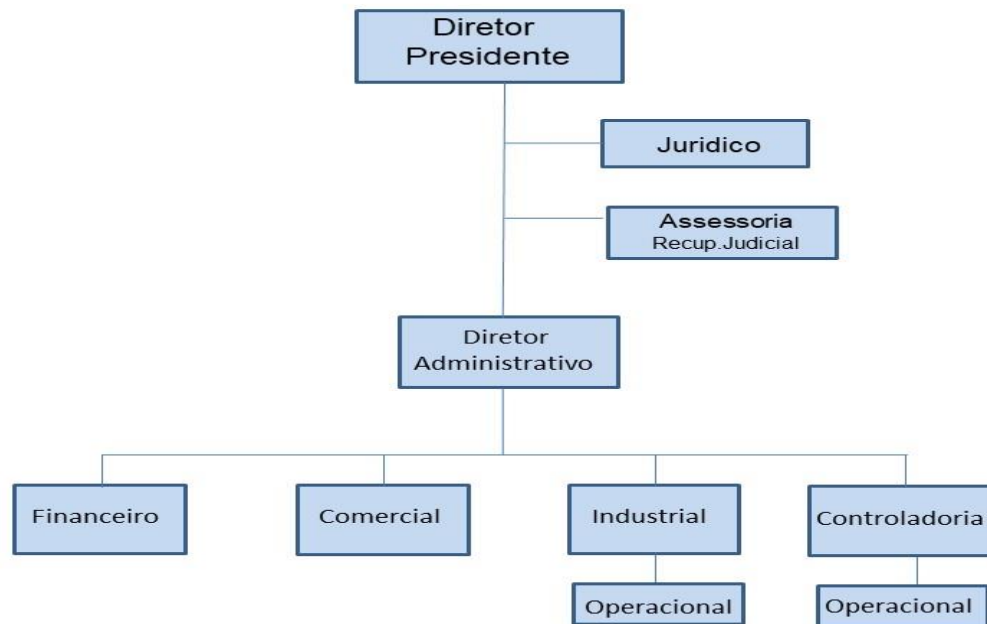 Diretor
Presidente
Juridico
Assessoria
Recup.Judicial
Diretor
Administrativo
Financeiro
Comercial
Industrial
Controladoria
Operacional
Operacional